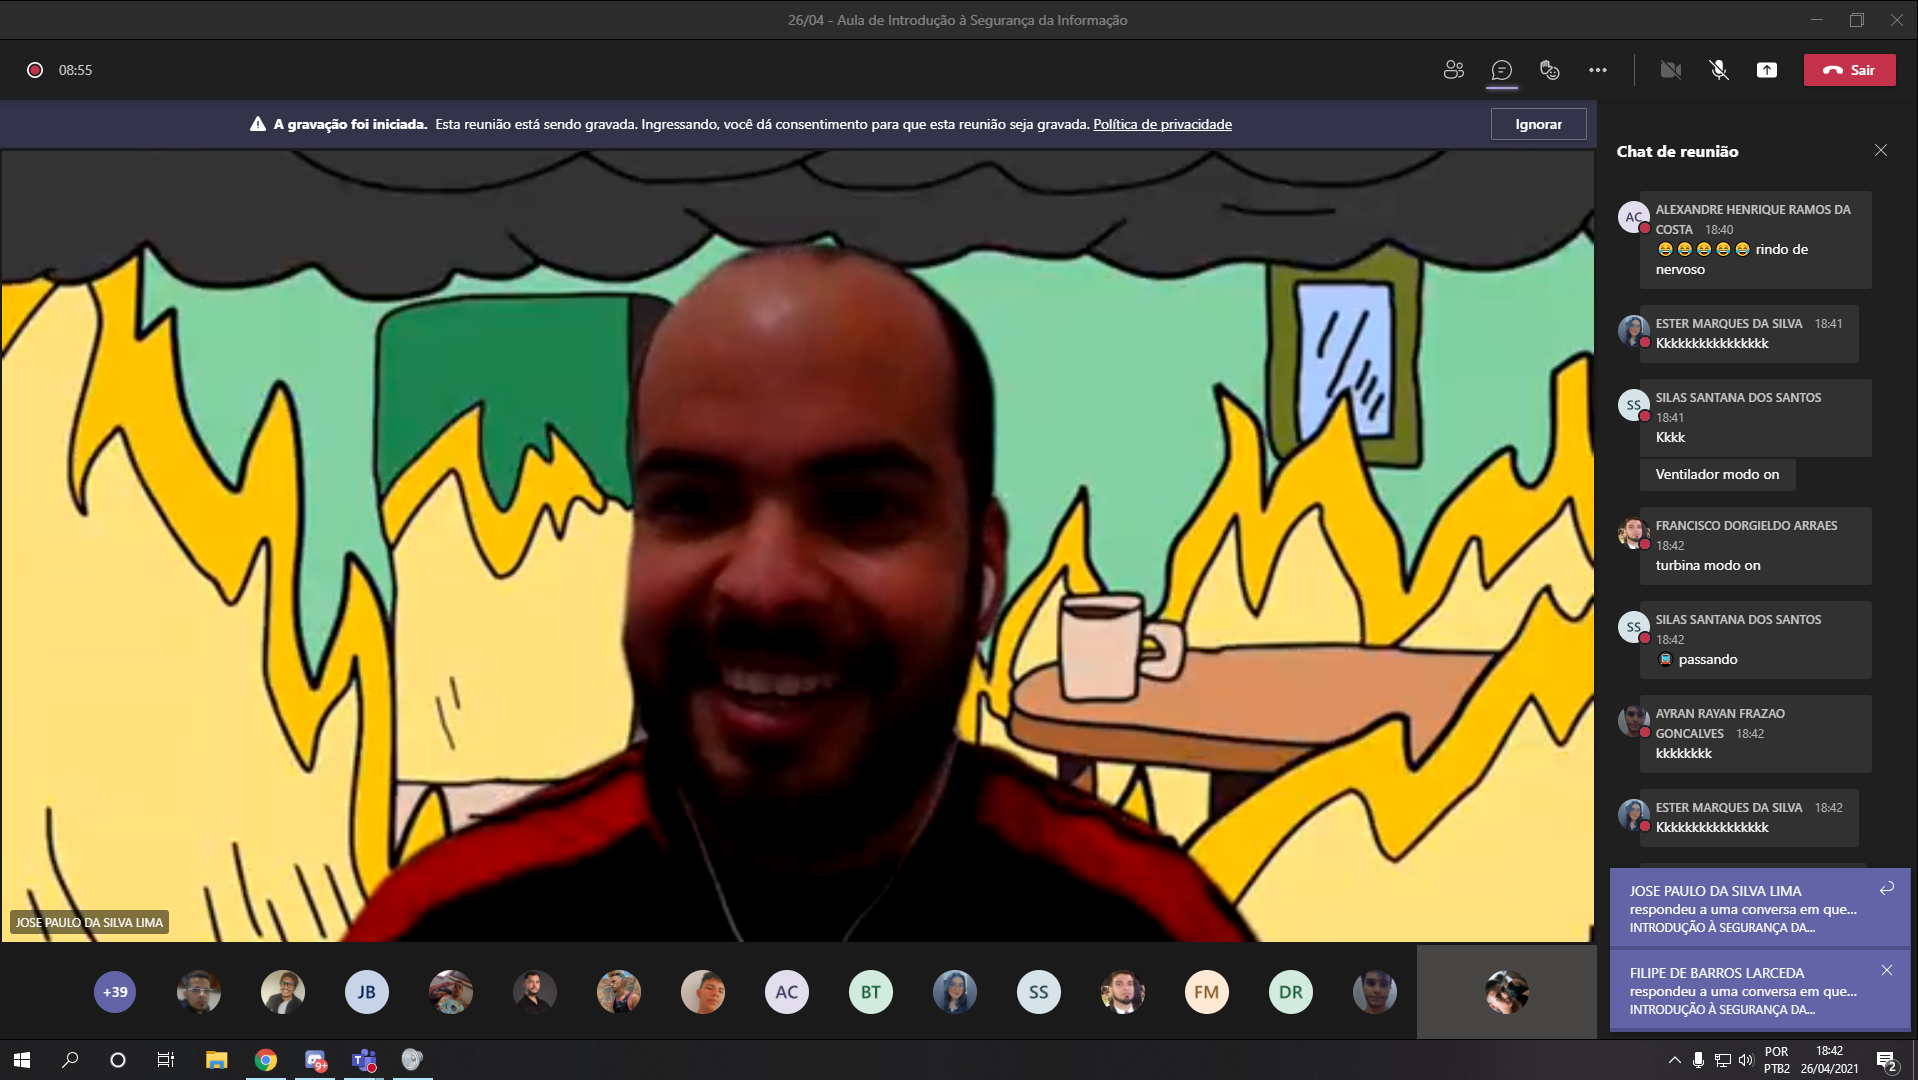 26/04 - Aula de Introdução à Segurança da Informação
08:55
Sair
A gravação foi iniciada. Esta reunião está sendo gravada. Ingressando, você dá consentimento para que esta reunião seja gravada. Política de privacidade
Ignorar
Chat de reunião
AC
ALEXANDRE HENRIQUE RAMOS DA
COSTA 18:40
😂😂😂😂😂 rindo de
nervoso
ESTER MARQUES DA SILVA 18:41
Kkkkkkkkkkkkkkkk
SS
SILAS SANTANA DOS SANTOS
18:41
Kkkk
Ventilador modo on
FRANCISCO DORGIELDO ARRAES
18:42
turbina modo on
SS
SILAS SANTANA DOS SANTOS
18:42
passando
AYRAN RAYAN FRAZAO
GONCALVES 18:42
kkkkkkkk
ESTER MARQUES DA SILVA 18:42
Kkkkkkkkkkkkkkkk
JOSE PAULO DA SILVA LIMA
respondeu a uma conversa em que...
INTRODUÇÃO À SEGURANÇA DA...
FILIPE DE BARROS LARCEDA
respondeu a uma conversa em que...
INTRODUÇÃO À SEGURANÇA DA...
JOSE PAULO DA SILVA LIMA
+39
JB
AC
BT
SS
FM
DR
9+
T
POR
PTB2
18:42
26/04/2021
2